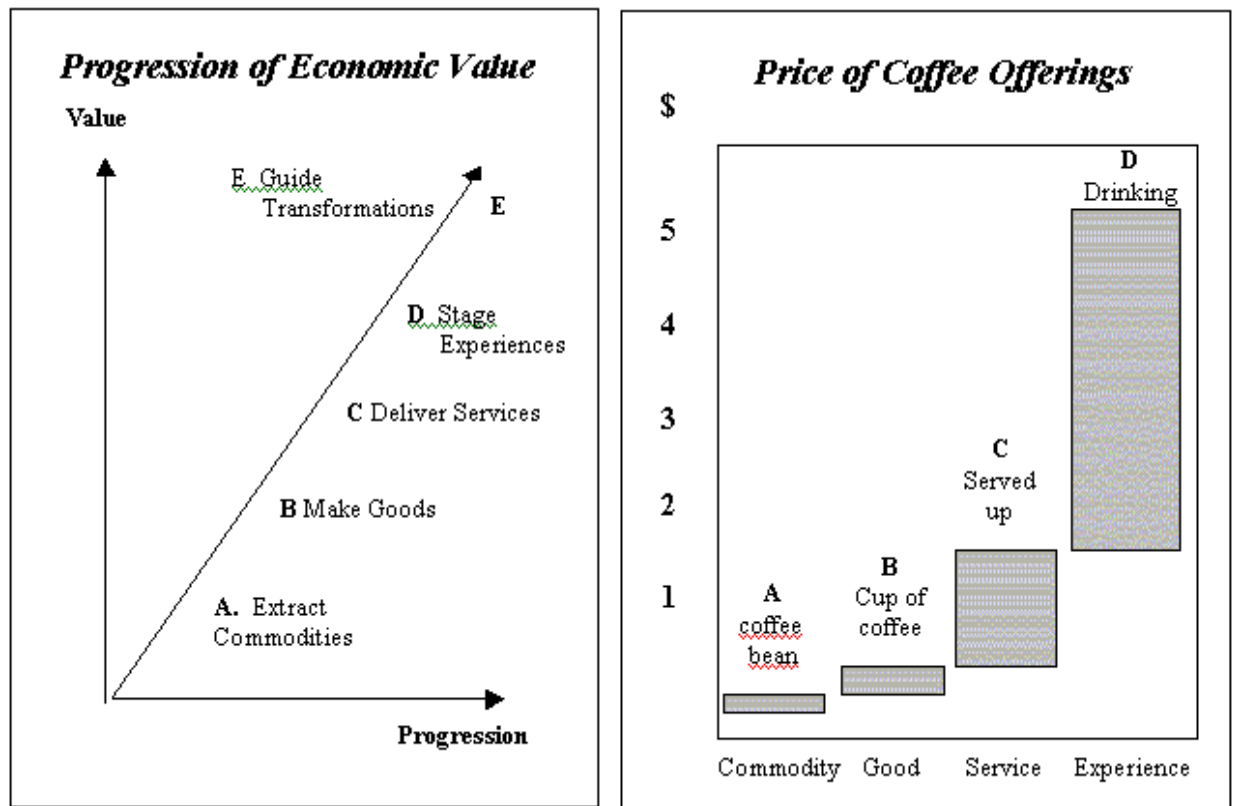 Progression of Economic Value
Value
E Guide
Transformations
E
D Stage
Experiences
C Deliver Services
B Make Goods
A. Extract
Commodities
Progression
Price of Coffee Offerings
$
5
4
3
2
1
D
Drinking
C
Served
up
B
Cup of
coffee
A
coffee
bean
Commodity Good Service Experience